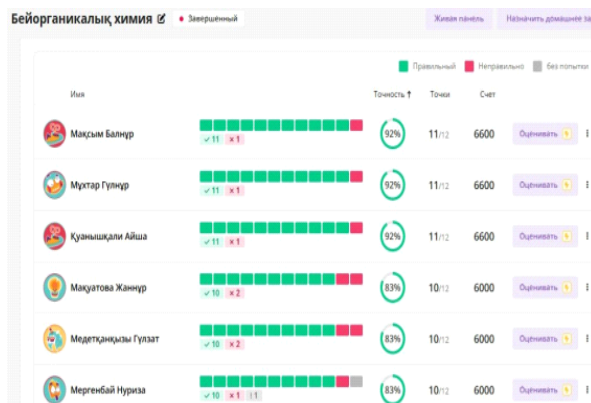 Бейорганикалық химия Завершенный Живая панель Назначить домашнее за
Правильный Неправильно без попытки
Имя Точность ↑ Точки Счет
Мақсым Балнұр 92% 11/12 6600 Оценивать
✓ 11 × 1
Мұхтар Гүлнұр 92% 11/12 6600 Оценивать
✓ 11 × 1
Қуанышқали Айша 92% 11/12 6600 Оценивать
✓ 11 × 1
Мақуатова Жаннұр 83% 10/12 6000 Оценивать
✓ 10 × 2
Медетқанқызы Гүлзат 83% 10/12 6000 Оценивать
✓ 10 × 2
Мергенбай Нуриза 83% 10/12 6000 Оценивать
✓ 10 × 1 1